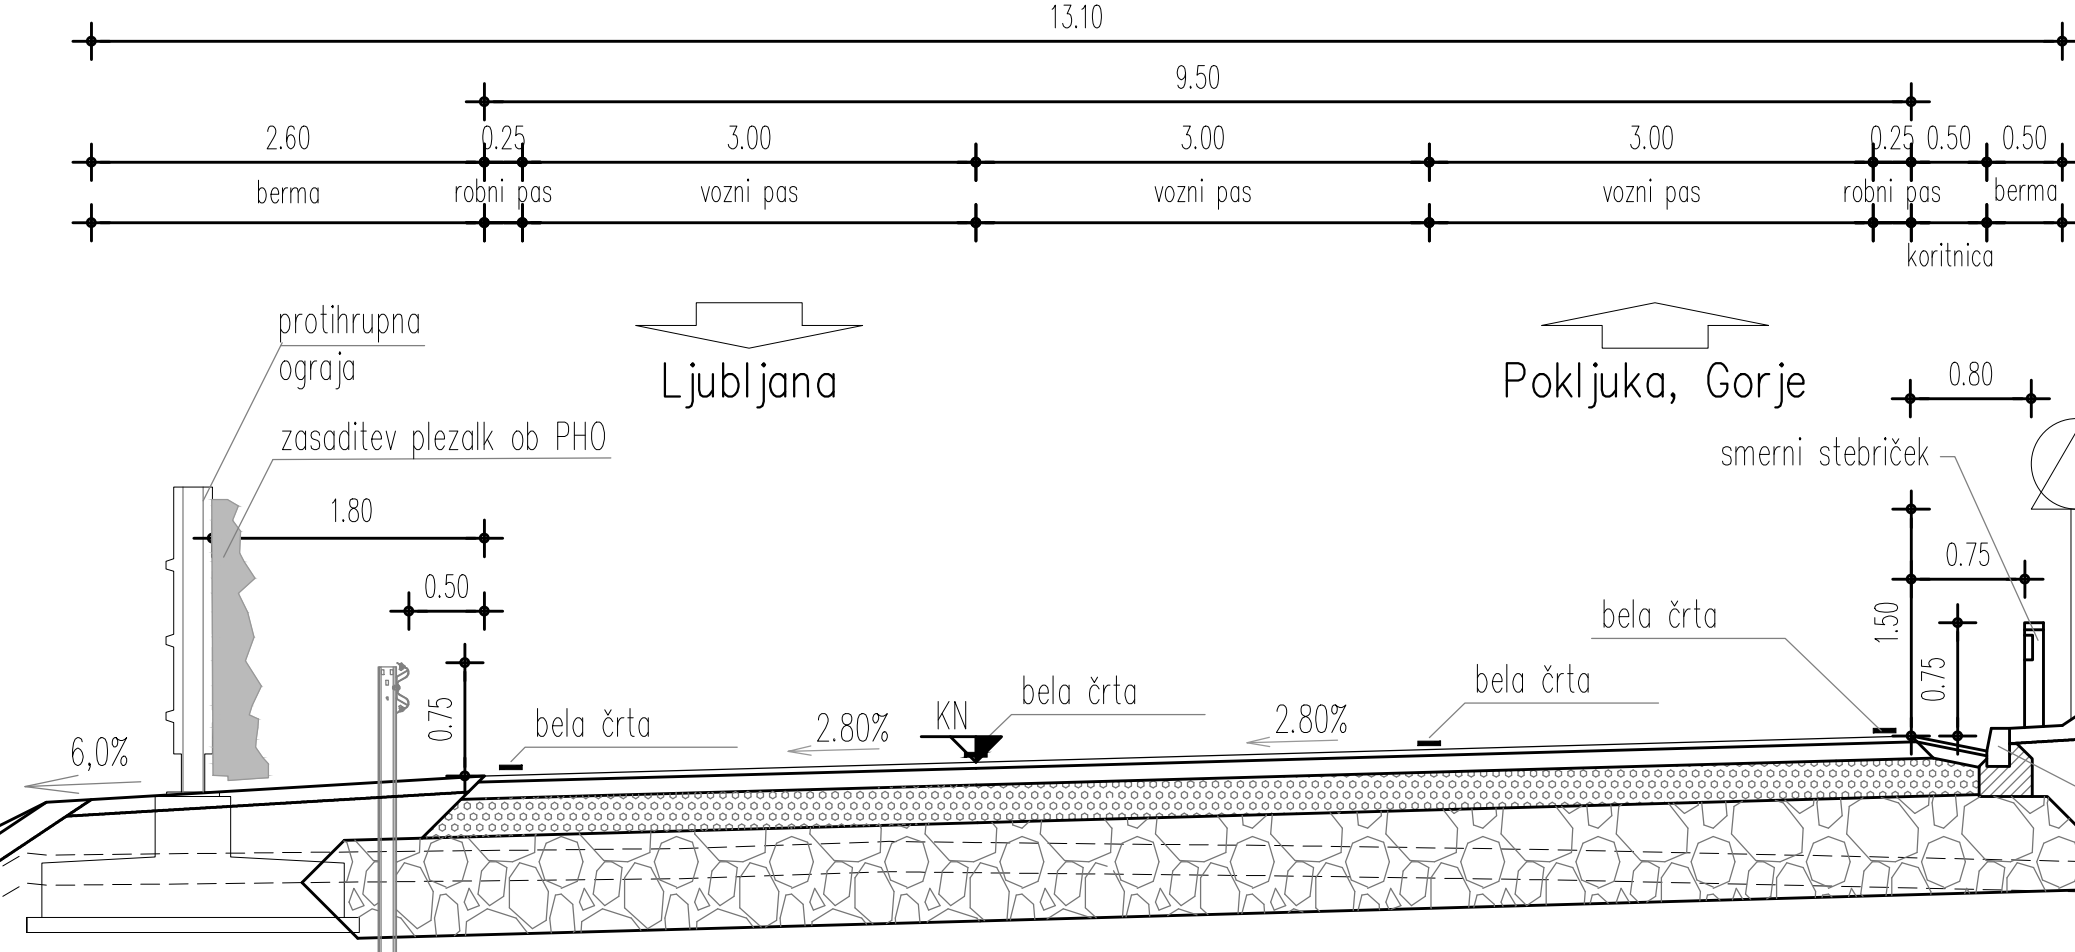 13.10
9.50
2.60 0.25 3.00 3.00 3.00 0.25 0.50 0.50
berma robni pas vozni pas vozni pas vozni pas robni pas berma
koritnica
protihrupna
ograja
Ljubljana
Pokljuka, Gorje
0.80
zasaditev plezalk ob PHO
smerni stebriček
1.80
0.75
0.50
bela črta
1.50
0.75
bela črta
bela črta
0.75
bela črta
2.80%
KN
2.80%
6,0%